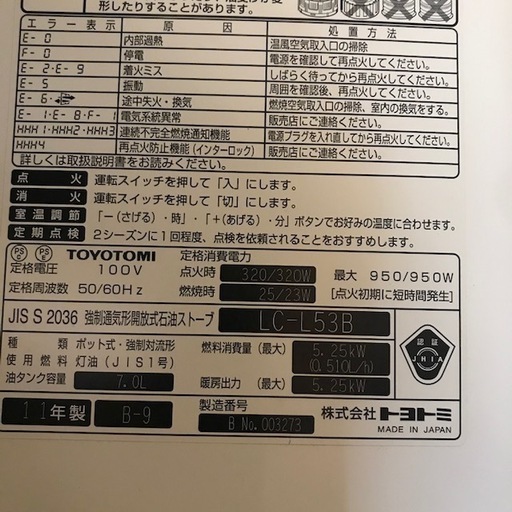 形したりすることがあります。
エラー表示 原因 処置方法
E-0 内部過熱 温風空気取入口の掃除
F-0 停電 電源を確認して再点火してください。
E-2・E-9 着火ミス しばらく待ってから再点火してください。
E-5 振動 周囲を確認後、再点火してください。
E-6・ 途中失火・換気 燃焼空気取入口の掃除、室内の換気をする。
E-1・E-8・F-1 電気系統異常 販売店にご連絡ください。
HHH1・HHH2・HHH3 連続不完全燃焼通知機能 電源プラグを入れ直してから再点火してください。
HHH4 再点火防止機能(インターロック) 販売店にご連絡ください。
詳しくは取扱説明書をお読みください。
点火 運転スイッチを押して「入」にします。
消火 運転スイッチを押して「切」にします。
室温調節 「-(さげる)・時」・「+(あげる)・分」ボタンでお好みの温度に合わせます。
定期点検 2シーズンに1回程度、点検を依頼されることをおすすめします。
PS E PS C TOYOTOMI 定格消費電力
定格電圧 100V 点火時 320/320W 最大 950/950W
定格周波数 50/60Hz 燃焼時 25/23W [点火初期に短時間発生]
JIS S 2036 強制通気形開放式石油ストーブ LC-L53B
種類 ポット式・強制対流形 燃料消費量(最大) 5.25kW
使用燃料 灯油(JIS1号) (0.510L/h)
油タンク容量 7.0L 暖房出力(最大) 5.25kW
認証
JHIA
11年製 B-9 製造番号 B No.003273
株式会社トヨトミ
MADE IN JAPAN